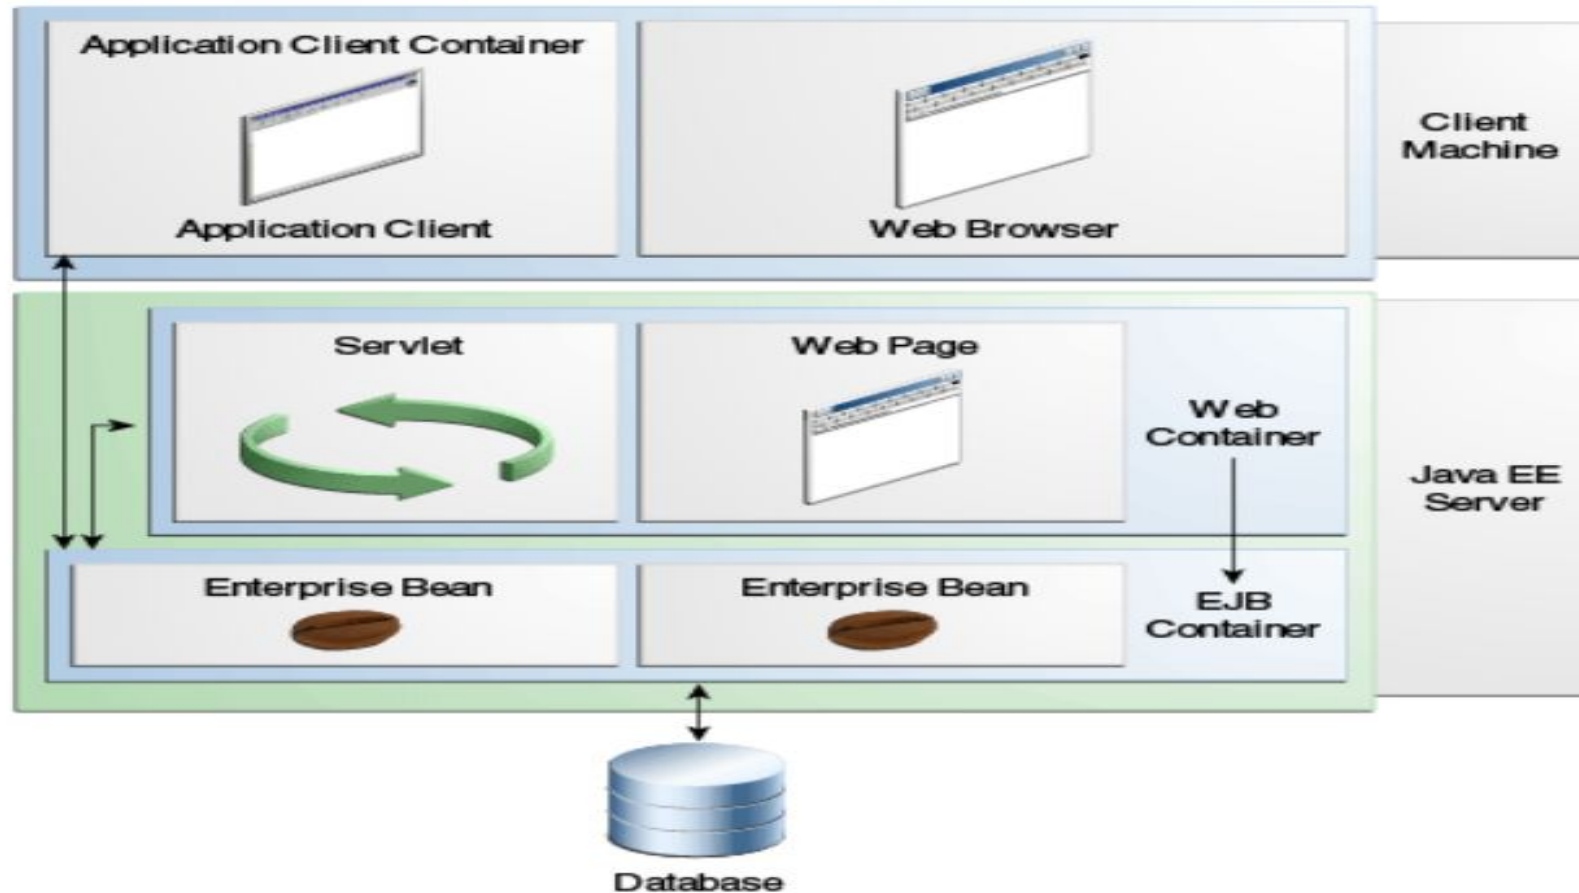 Application Client Container
Application Client
Web Browser
Client
Machine
Servlet
Web Page
Web
Container
Java EE
Server
Enterprise Bean
Enterprise Bean
EJB
Container
Database